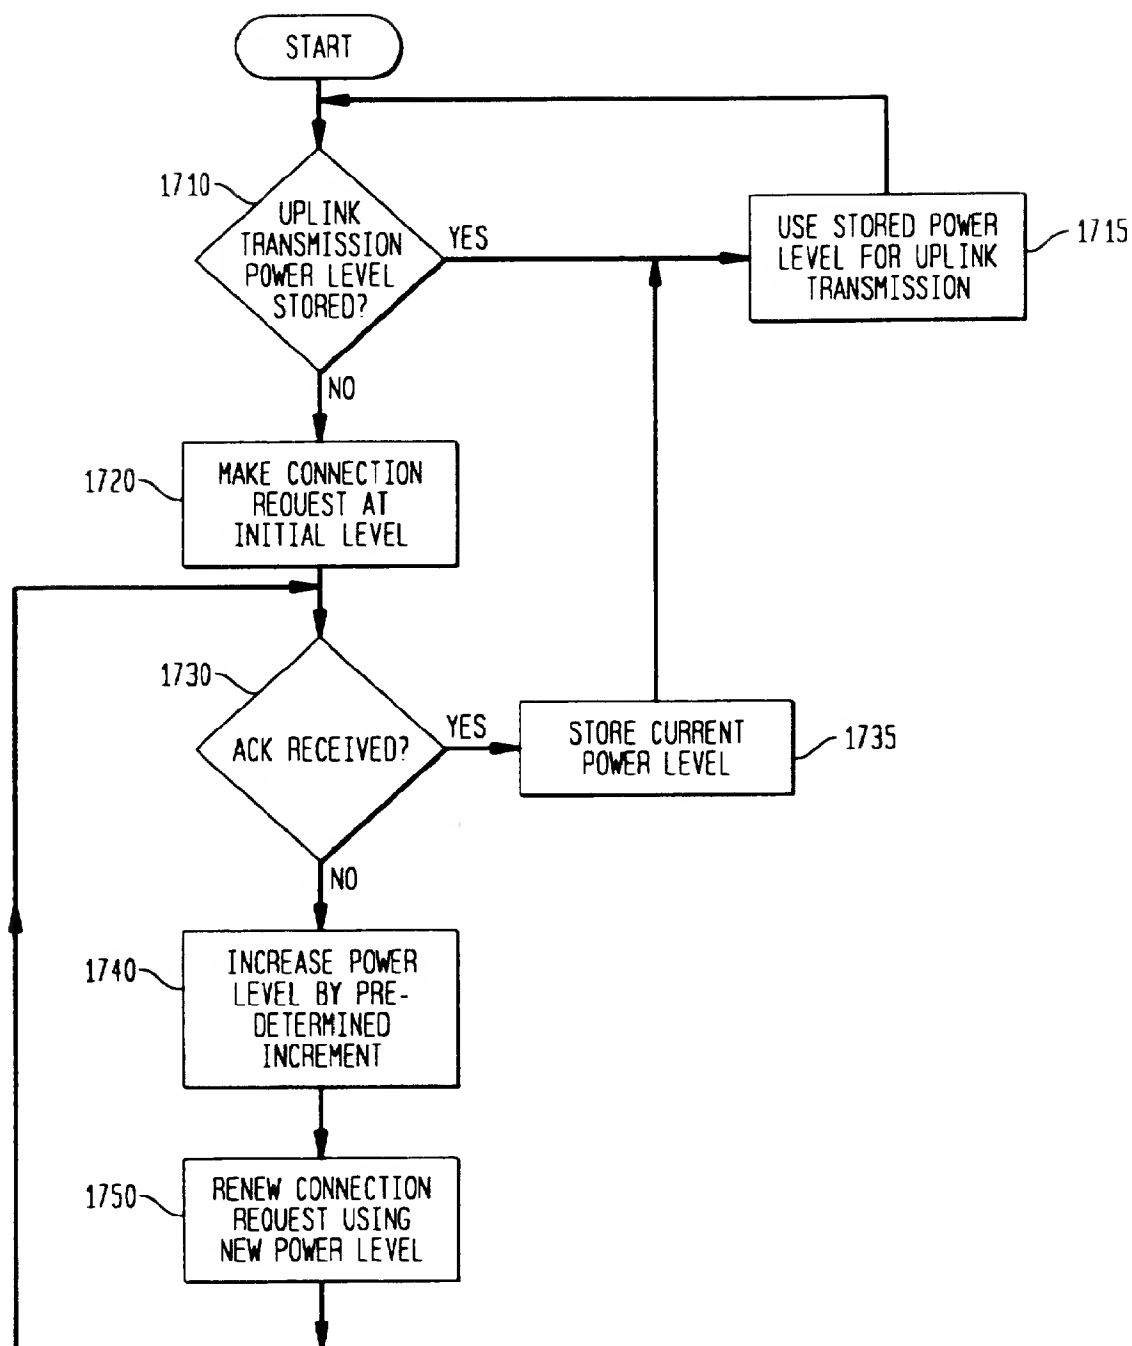 START
1710
UPLINK
TRANSMISSION
POWER LEVEL
STORED?
YES
USE STORED POWER
LEVEL FOR UPLINK
TRANSMISSION
1715
NO
1720
MAKE CONNECTION
REQUEST AT
INITIAL LEVEL
1730
ACK RECEIVED?
YES
STORE CURRENT
POWER LEVEL
1735
NO
1740
INCREASE POWER
LEVEL BY PRE-
DETERMINED
INCREMENT
1750
RENEW CONNECTION
REQUEST USING
NEW POWER LEVEL